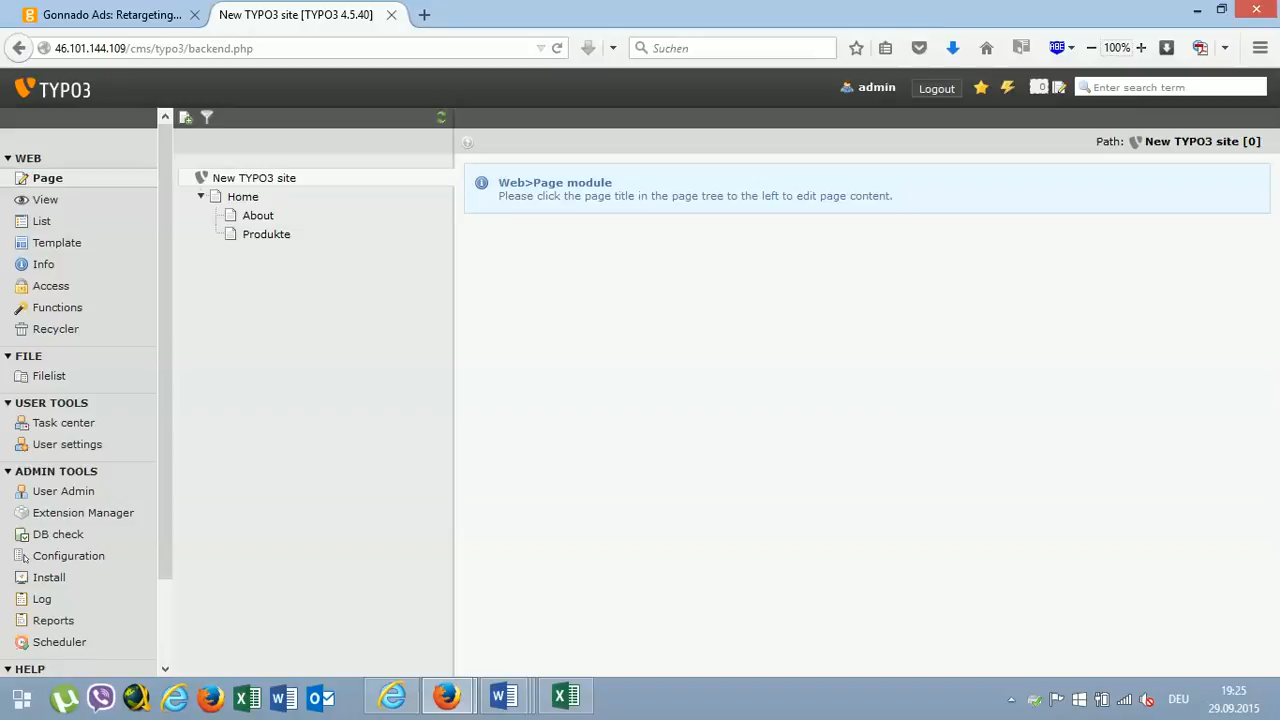 Gonnado Ads: Retargeting...
New TYPO3 site [TYPO3 4.5.40]
46.101.144.109/cms/typo3/backend.php
Suchen
ABE
100%
TYPO3
admin
Logout
0
Enter search term
Path: New TYPO3 site [0]
WEB
Page
View
List
Template
Info
Access
Functions
Recycler
FILE
Filelist
USER TOOLS
Task center
User settings
ADMIN TOOLS
User Admin
Extension Manager
DB check
Configuration
Install
Log
Reports
Scheduler
HELP
New TYPO3 site
Home
About
Produkte
Web>Page module
Please click the page title in the page tree to the left to edit page content.
DEU
19:25
29.09.2015